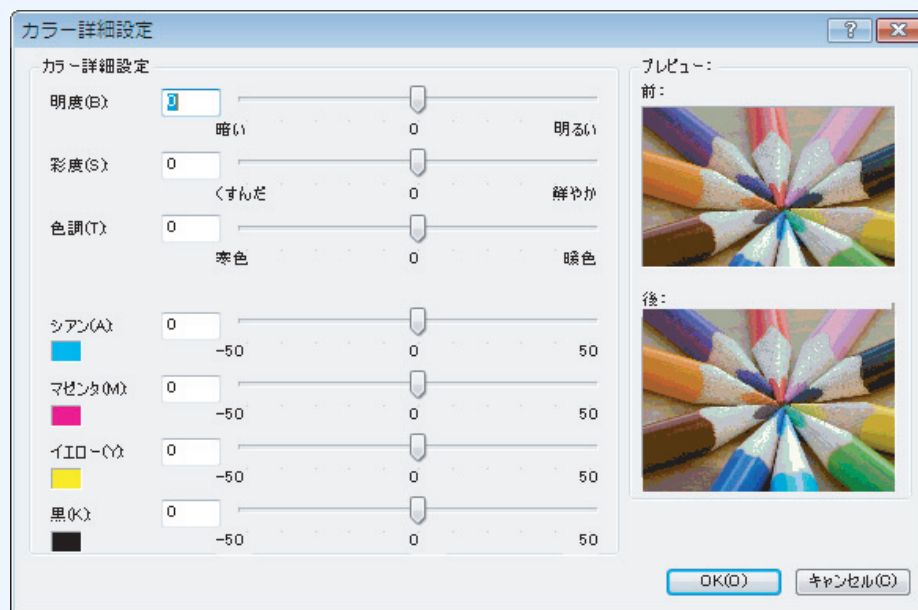 カラー詳細設定
カラー詳細設定
明度(B): 0
暗い 0 明るい
彩度(S): 0
くすんだ 0 鮮やか
色調(T): 0
寒色 0 暖色
シアン(A): 0
-50 0 50
マゼンタ(M): 0
-50 0 50
イエロー(Y): 0
-50 0 50
黒(K): 0
-50 0 50
プレビュー:
前:
後:
OK(O) キャンセル(C)